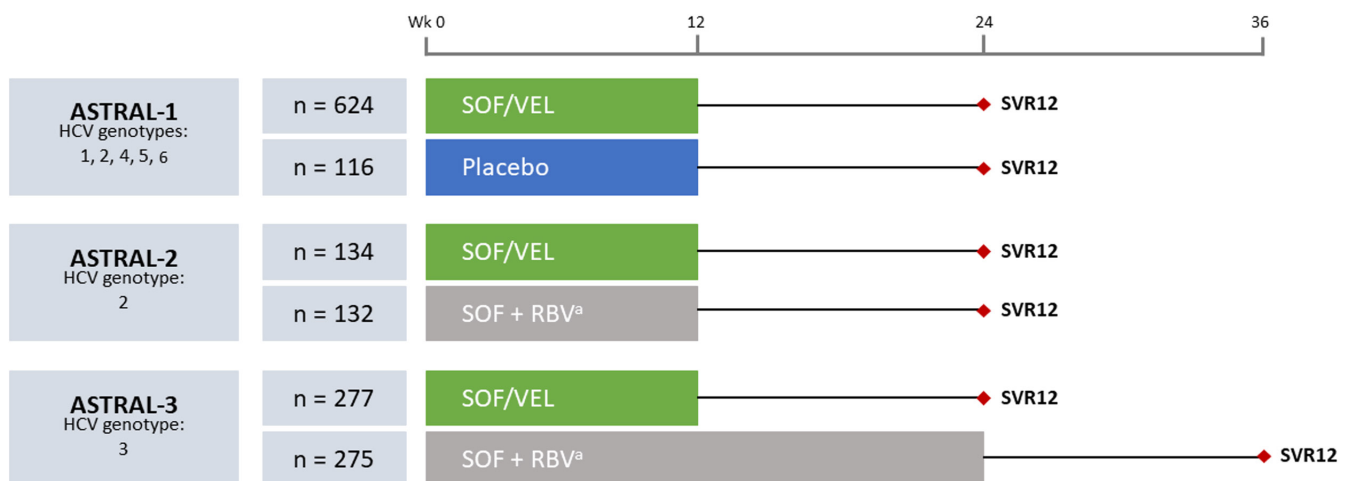 Wk 0 12 24 36
ASTRAL-1
HCV genotypes:
1, 2, 4, 5, 6
n = 624 SOF/VEL SVR12
n = 116 Placebo SVR12
ASTRAL-2
HCV genotype:
2
n = 134 SOF/VEL SVR12
n = 132 SOF + RBVᵃ SVR12
ASTRAL-3
HCV genotype:
3
n = 277 SOF/VEL SVR12
n = 275 SOF + RBVᵃ SVR12